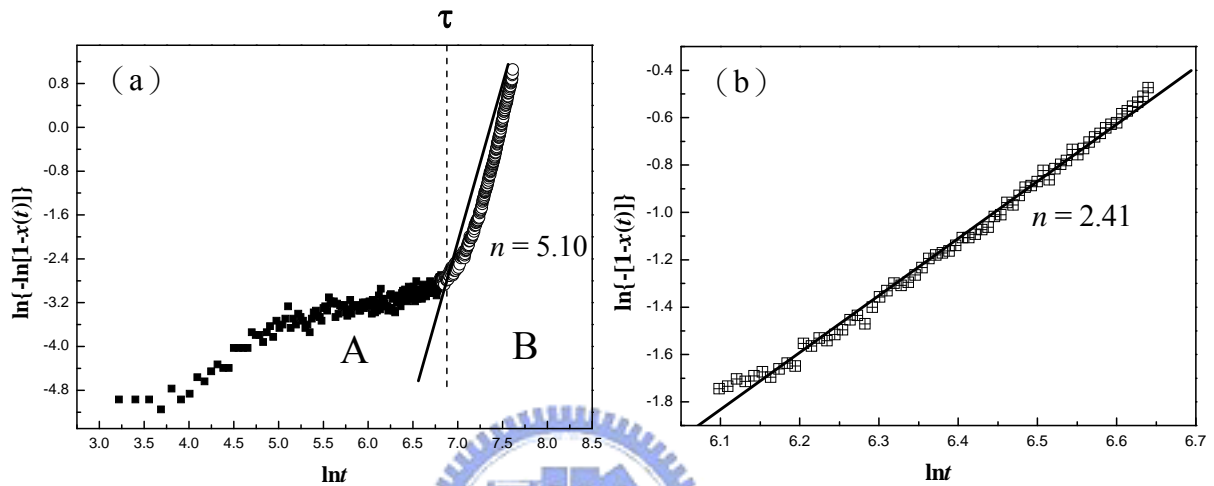 τ
(a)
0.8
0.0
-0.8
-1.6
-2.4
-3.2
-4.0
-4.8
ln{-ln[1-x(t)]}
n = 5.10
A
B
3.0 3.5 4.0 4.5 5.0 5.5 6.0 6.5 7.0 7.5 8.0 8.5
lnt
(b)
-0.4
-0.6
-0.8
-1.0
-1.2
-1.4
-1.6
-1.8
ln{-[1-x(t)]}
n = 2.41
6.1 6.2 6.3 6.4 6.5 6.6 6.7
lnt